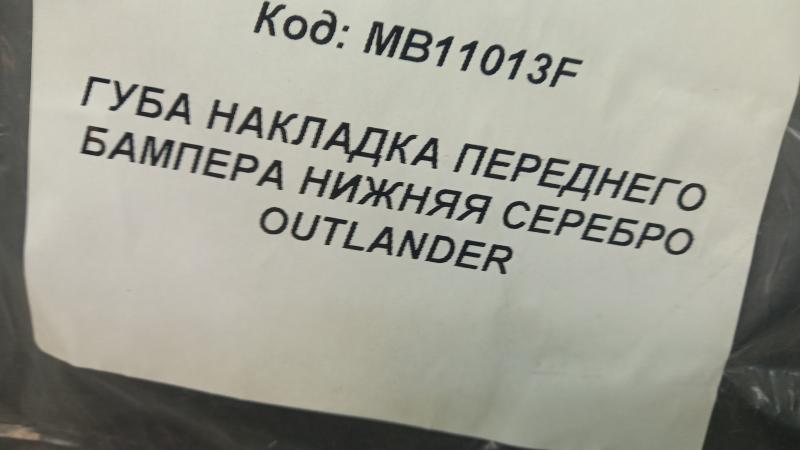 Код: MB11013F
ГУБА НАКЛАДКА ПЕРЕДНЕГО
БАМПЕРА НИЖНЯЯ СЕРЕБРО
OUTLANDER